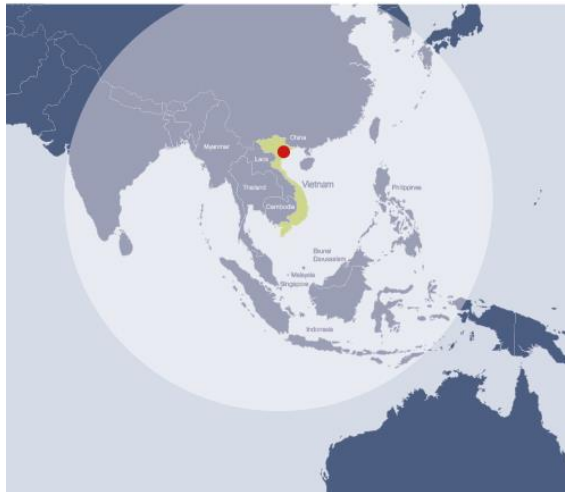 China
Myanmar
Laos
Thailand
Vietnam
Cambodia
Philippines
Brunei
Darussalam
Malaysia
Singapore
Indonesia